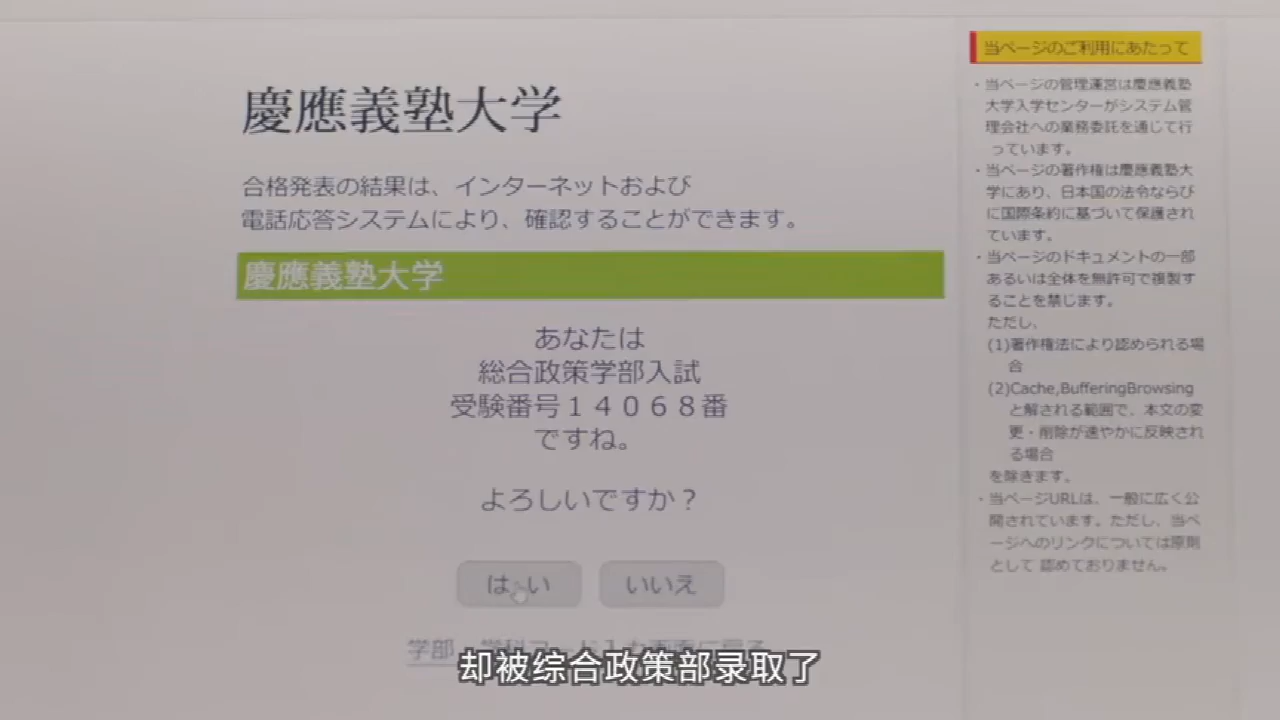 慶應義塾大学
合格発表の結果は、インターネットおよび
電話応答システムにより、確認することができます。
慶應義塾大学
あなたは
総合政策学部入試
受験番号１４０６８番
ですね。
よろしいですか？
はい
いいえ
却被综合政策部录取了
当ページのご利用にあたって
・当ページの管理運営は慶應義塾
大学入学センターがシステム管
理会社への業務委託を通じて行
っています。
・当ページの著作権は慶應義塾大
学にあり、日本国の法令ならび
に国際条約に基づいて保護され
ています。
・当ページのドキュメントの一部
あるいは全体を無許可で複製す
ることを禁じます。
ただし、
(1)著作権法により認められる場
合
(2)Cache,BufferingBrowsing
と解される範囲で、本文の変
更・削除が速やかに反映され
る場合
を除きます。
・当ページURLは、一般に広く公
開されています。ただし、当ペ
ージへのリンクについては原則
として 認めておりません。